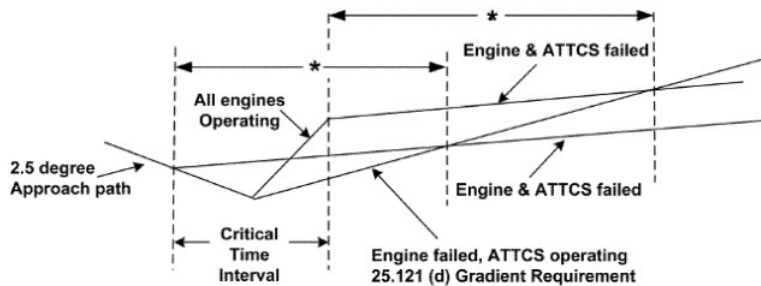 *
Engine & ATTCS failed
*
All engines
Operating
2.5 degree
Approach path
Engine & ATTCS failed
Critical
Time
Interval
Engine failed, ATTCS operating
25.121 (d) Gradient Requirement